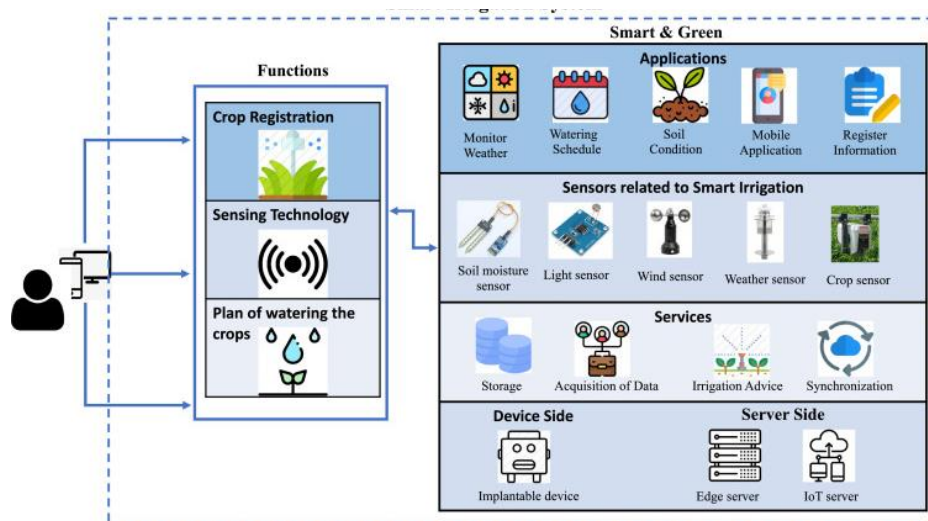 Smart & Green
Functions
Crop Registration
Sensing Technology
Plan of watering the
crops
Applications
Monitor
Weather
Watering
Schedule
Soil
Condition
Mobile
Application
Register
Information
Sensors related to Smart Irrigation
Soil moisture
sensor
Light sensor
Wind sensor
Weather sensor
Crop sensor
Services
Storage
Acquisition of Data
Irrigation Advice
Synchronization
Device Side
Implantable device
Server Side
Edge server
IoT server